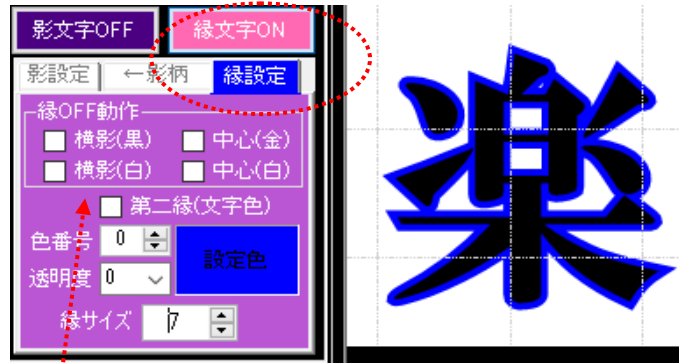 影文字OFF 縁文字ON
影設定 ←影柄 縁設定
縁OFF動作
横影(黒) 中心(金)
横影(白) 中心(白)
第二縁(文字色)
色番号 0 設定色
透明度 0
縁サイズ 7
楽